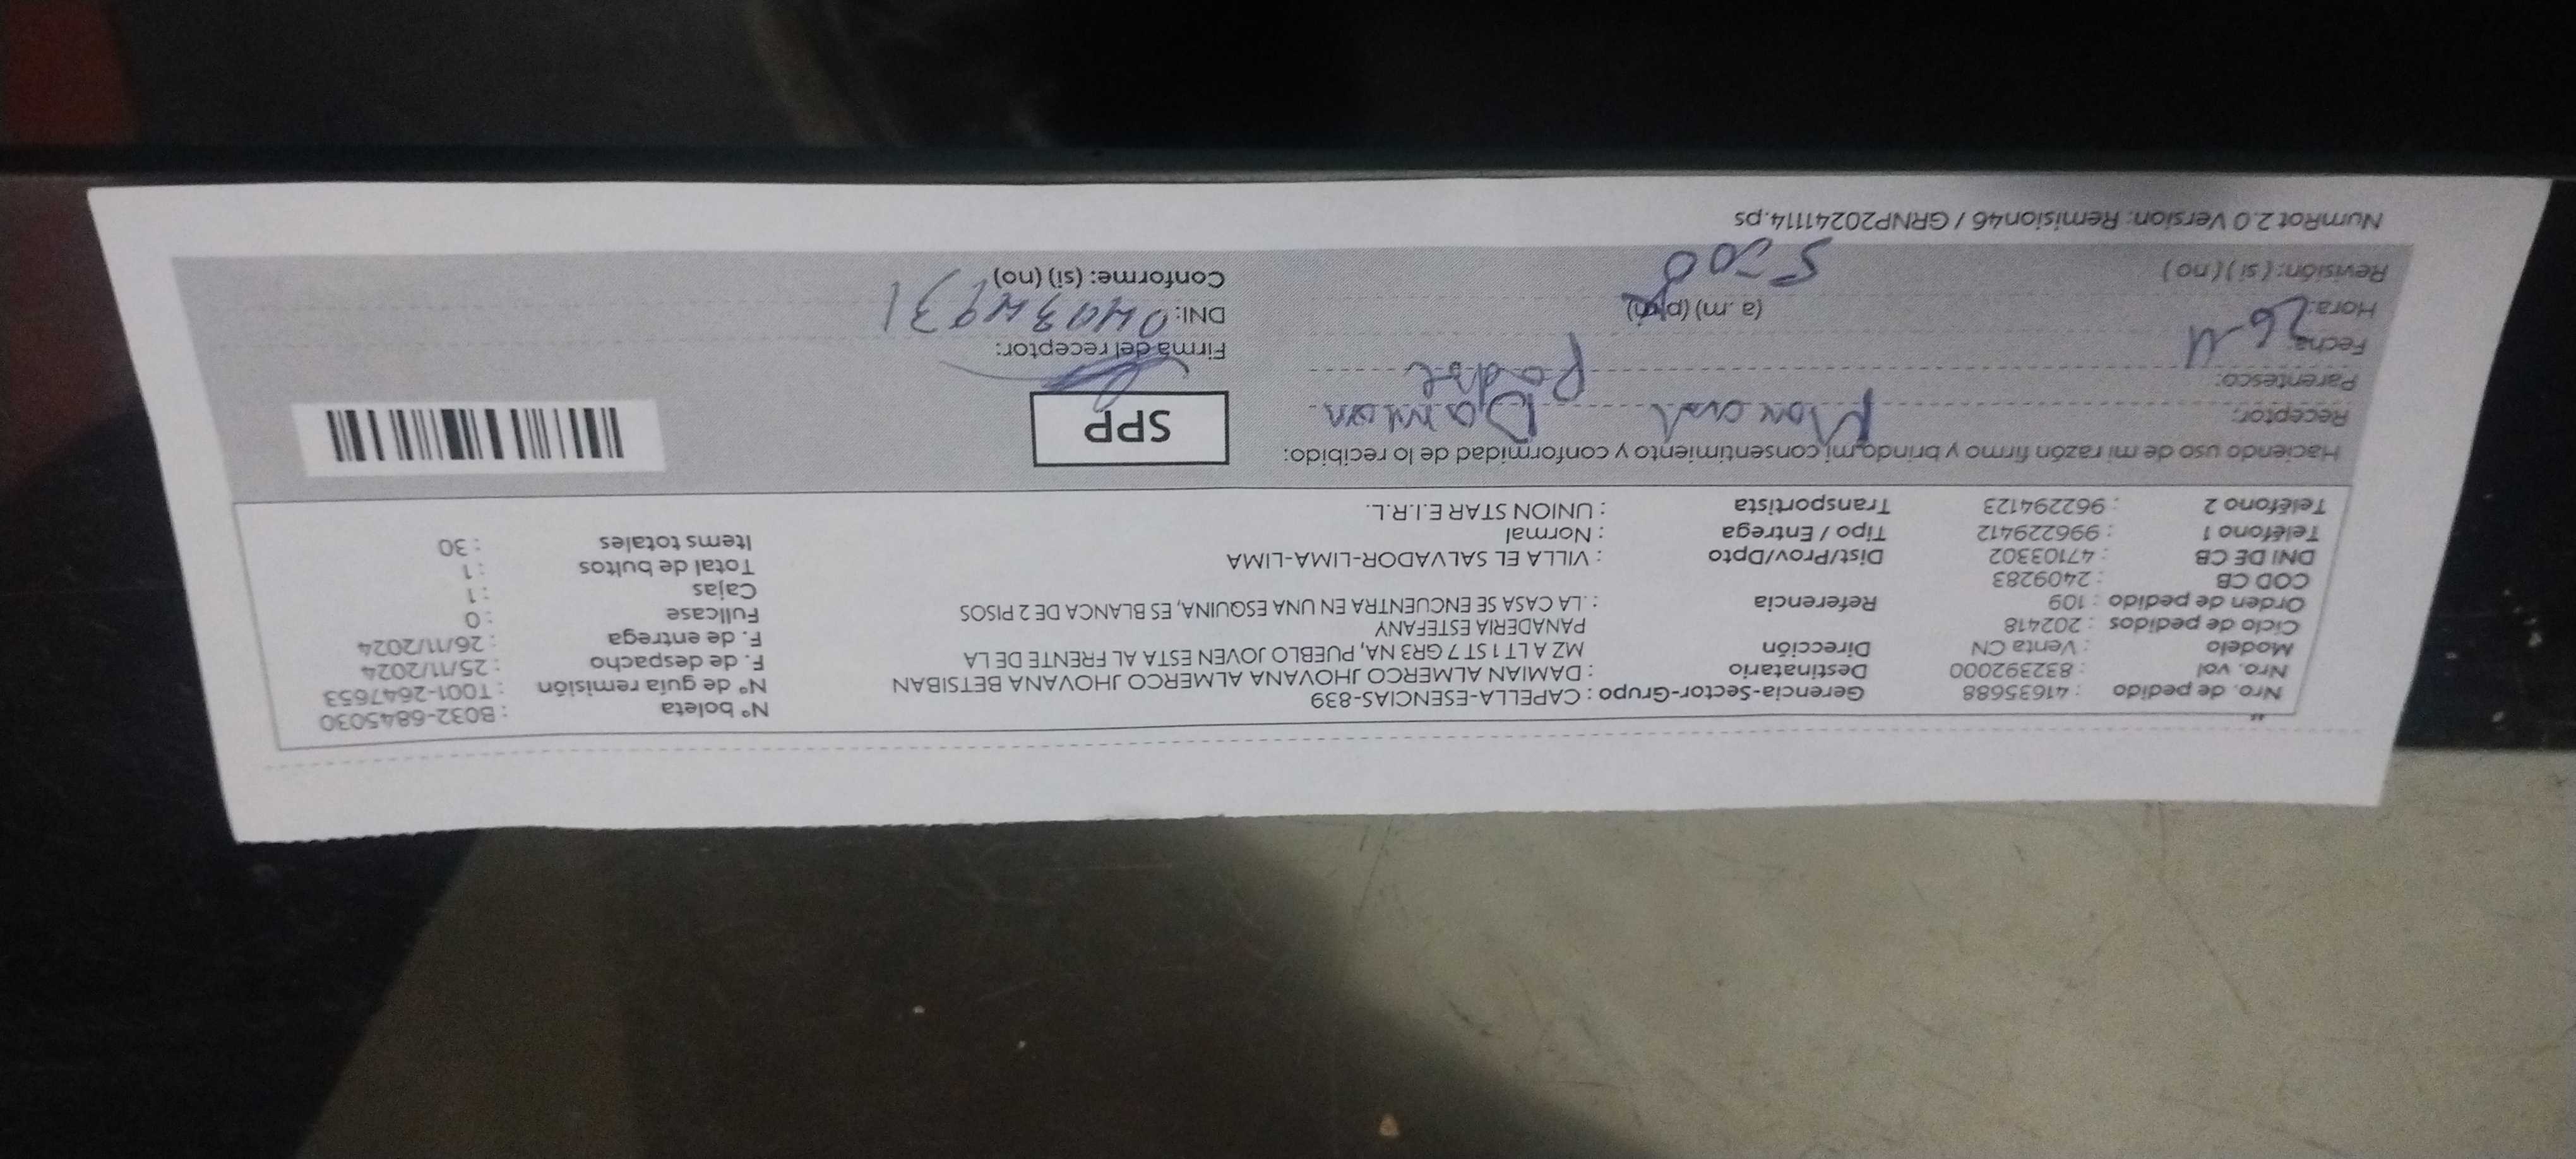 Nro. de pedido : 41635688 Gerencia-Sector-Grupo : CAPELLA-ESENCIAS-839 N° boleta : B032-6845030
Nro. vol : 832392000 Destinatario : DAMIAN ALMERCO JHOVANA ALMERCO JHOVANA BETSIBAN N° de guía remisión : T001-2647653
Modelo : Venta CN Dirección MZ A LT 1 ST 7 GR3 NA, PUEBLO JOVEN ESTA AL FRENTE DE LA F. de despacho : 25/11/2024
Ciclo de pedidos : 202418 PANADERIA ESTEFANY F. de entrega : 26/11/2024
Orden de pedido : 109 Referencia : .LA CASA SE ENCUENTRA EN UNA ESQUINA, ES BLANCA DE 2 PISOS Fullcase : 0
COD CB : 2409283 Cajas : 1
DNI DE CB : 47103302 Dist/Prov/Dpto : VILLA EL SALVADOR-LIMA-LIMA Total de bultos : 1
Teléfono 1 : 996229412 Tipo / Entrega : Normal Items totales : 30
Teléfono 2 : 962294123 Transportista : UNION STAR E.I.R.L.
Haciendo uso de mi razón firmo y brindo mi consentimiento y conformidad de lo recibido:
SPP
Receptor: Damian
Parentesco: Padre
Firma del receptor:
Fecha: 26-11
DNI: 04034931
Hora: 5:00 (a.m) (p.m)
Revisión: (si) (no) Conforme: (si) (no)
NumRot 2.0 Version: Remision46 / GRNP20241114.ps